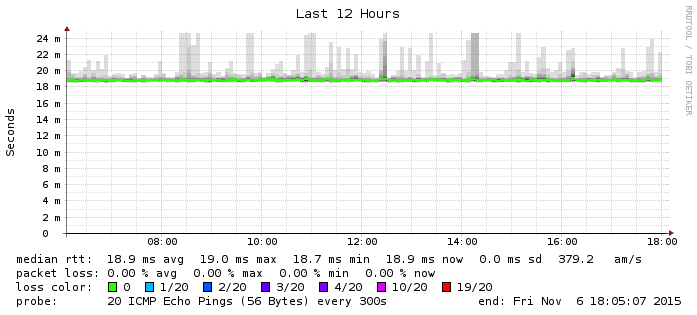 Last 12 Hours
RRDTOOL / TOBI OETIKER
Seconds
24 m
22 m
20 m
18 m
16 m
14 m
12 m
10 m
8 m
6 m
4 m
2 m
0
08:00 10:00 12:00 14:00 16:00 18:00
median rtt: 18.9 ms avg 19.0 ms max 18.7 ms min 18.9 ms now 0.0 ms sd 379.2 am/s
packet loss: 0.00 % avg 0.00 % max 0.00 % min 0.00 % now
loss color: 0 1/20 2/20 3/20 4/20 10/20 19/20
probe: 20 ICMP Echo Pings (56 Bytes) every 300s end: Fri Nov 6 18:05:07 2015